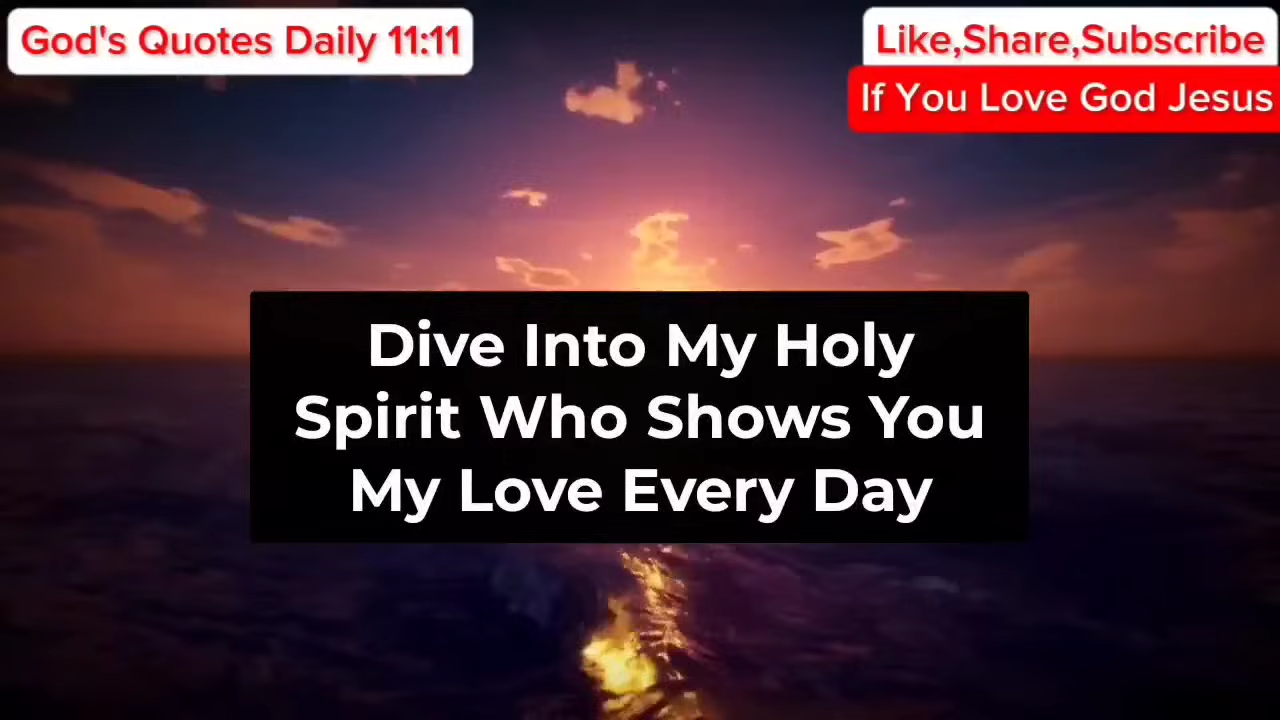 God's Quotes Daily 11:11
Like,Share,Subscribe
If You Love God Jesus
Dive Into My Holy
Spirit Who Shows You
My Love Every Day